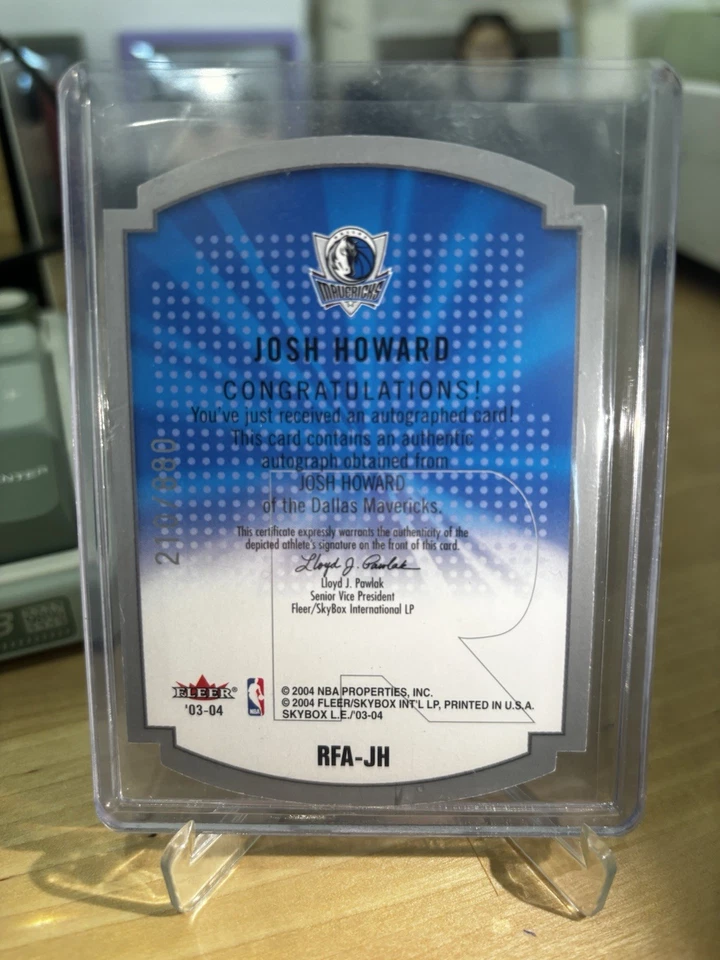 MAVERICKS
JOSH HOWARD
CONGRATULATIONS!
You've just received an autographed card!
This card contains an authentic
autograph obtained from
JOSH HOWARD
of the Dallas Mavericks.
This certificate expressly warrants the authenticity of the
depicted athlete's signature on the front of this card.
Lloyd J. Pawlak
Lloyd J. Pawlak
Senior Vice President
Fleer/SkyBox International LP
R
FLEER®
'03-04
NBA
© 2004 NBA PROPERTIES, INC.
© 2004 FLEER/SKYBOX INT'L LP, PRINTED IN U.S.A.
SKYBOX L.E./'03-04
RFA-JH